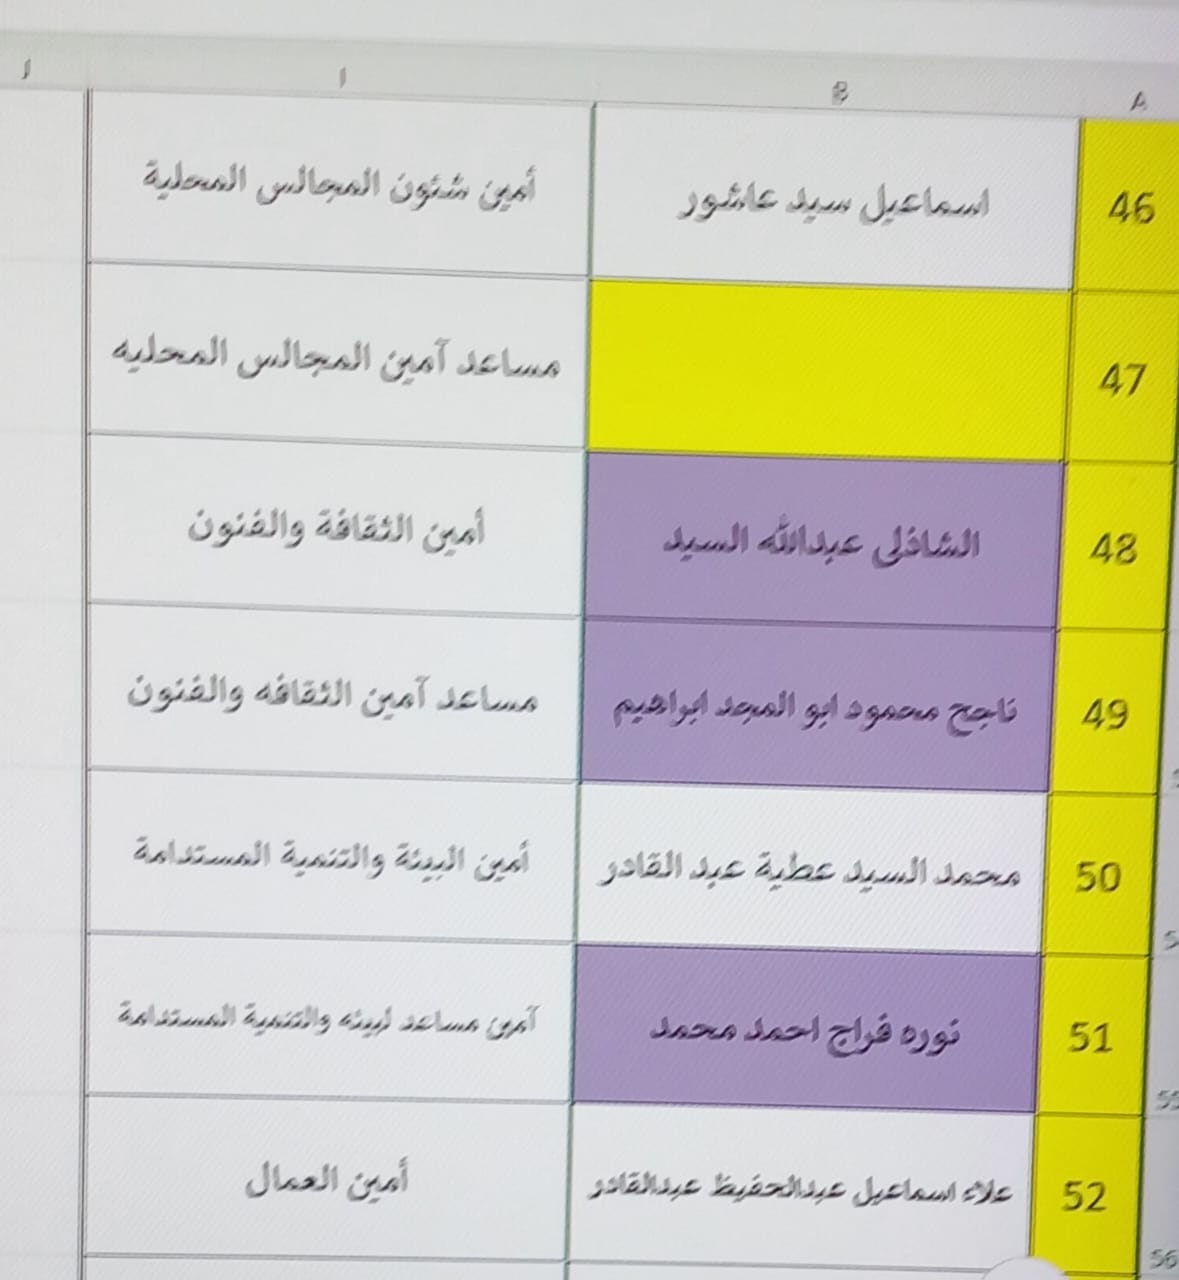 A B I J
46 اسماعيل سيد عاشور أمين شئون المجالس المحلية
47 مساعد آمين المجالس المحليه
48 الشاذلى عبدالله السيد أمين الثقافة والفنون
49 ناجح محمود ابو المجد ابراهيم مساعد آمين الثقافه والفنون
50 محمد السيد عطية عبد القادر أمين البيئة والتنمية المستدامة
51 نوره فراج احمد محمد آمين مساعد لبيئه والتنمية المستدامة
52 علاء اسماعيل عبدالحفيظ عبدالقادر أمين العمال
55
56